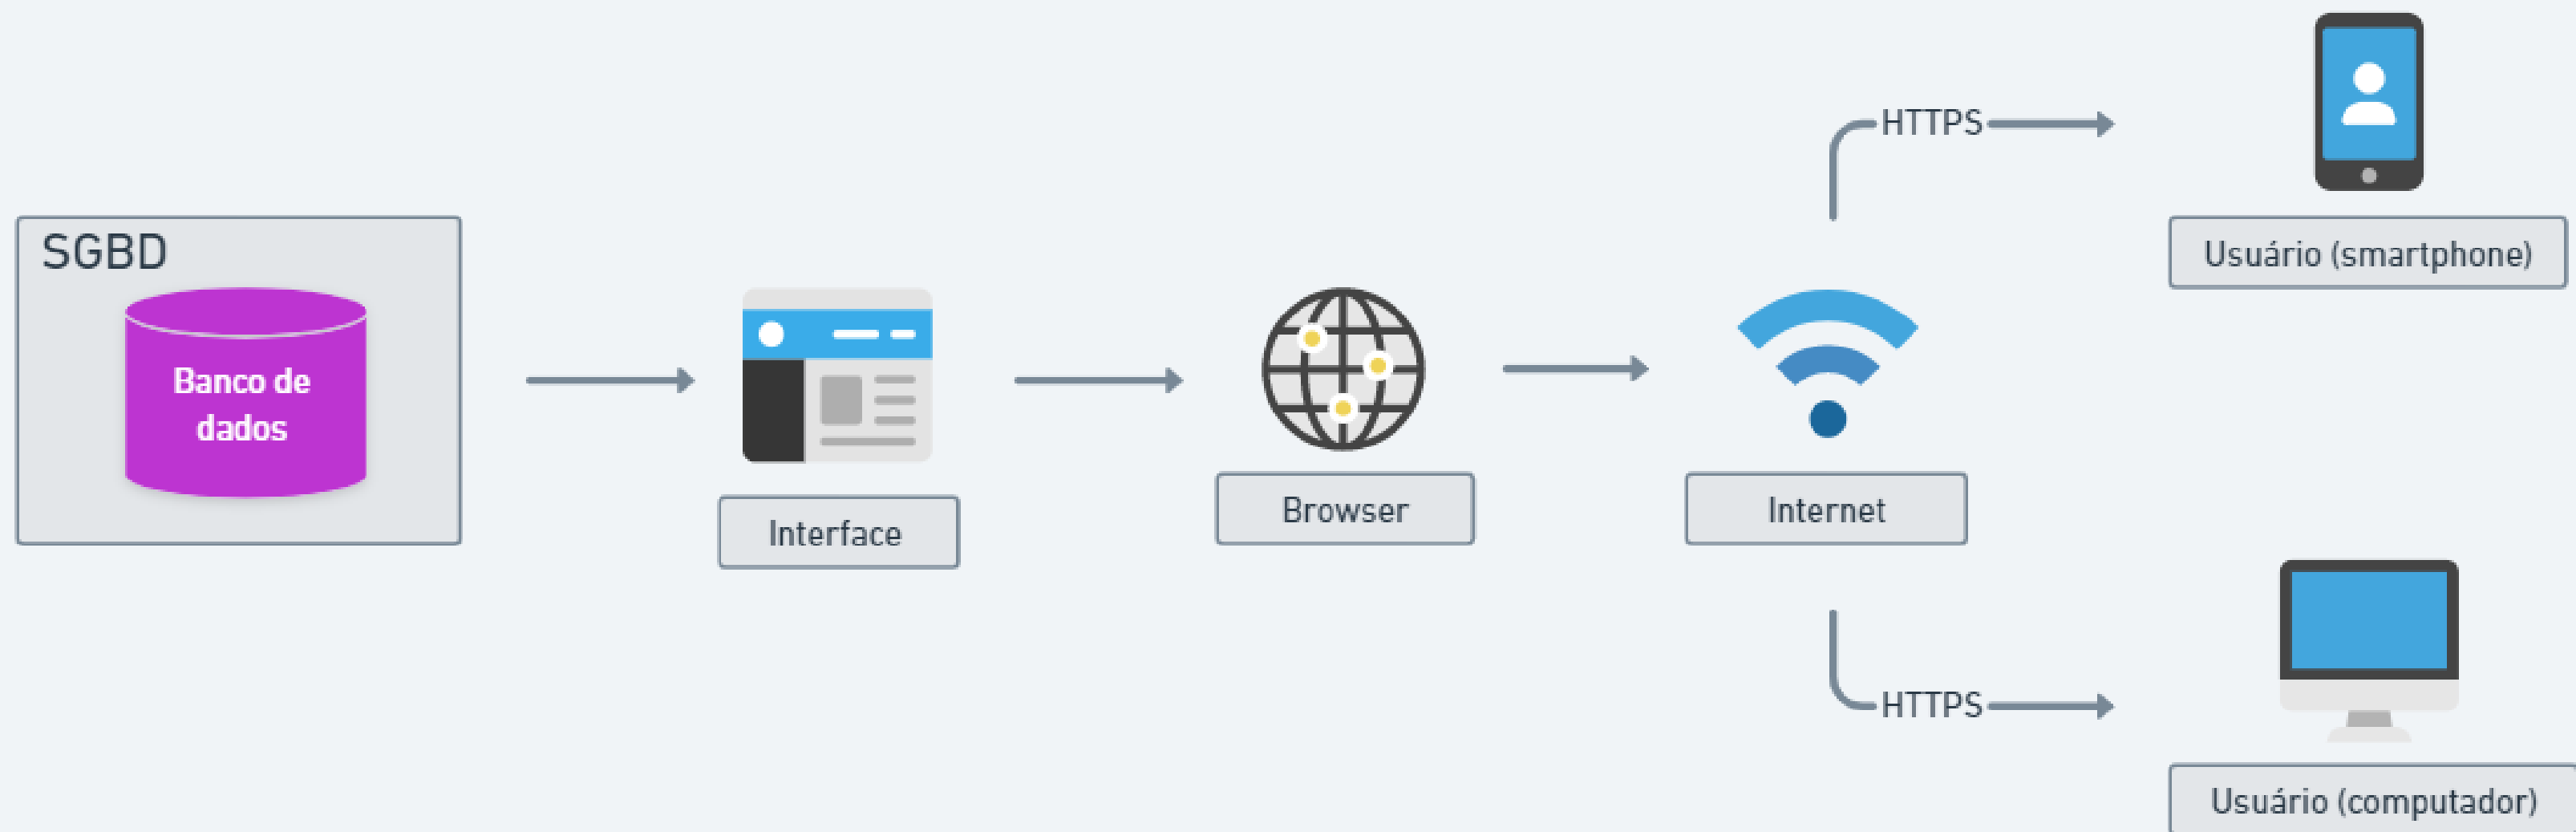 HTTPS
Usuário (smartphone)
SGBD
Banco de
dados
Interface
Browser
Internet
HTTPS
Usuário (computador)